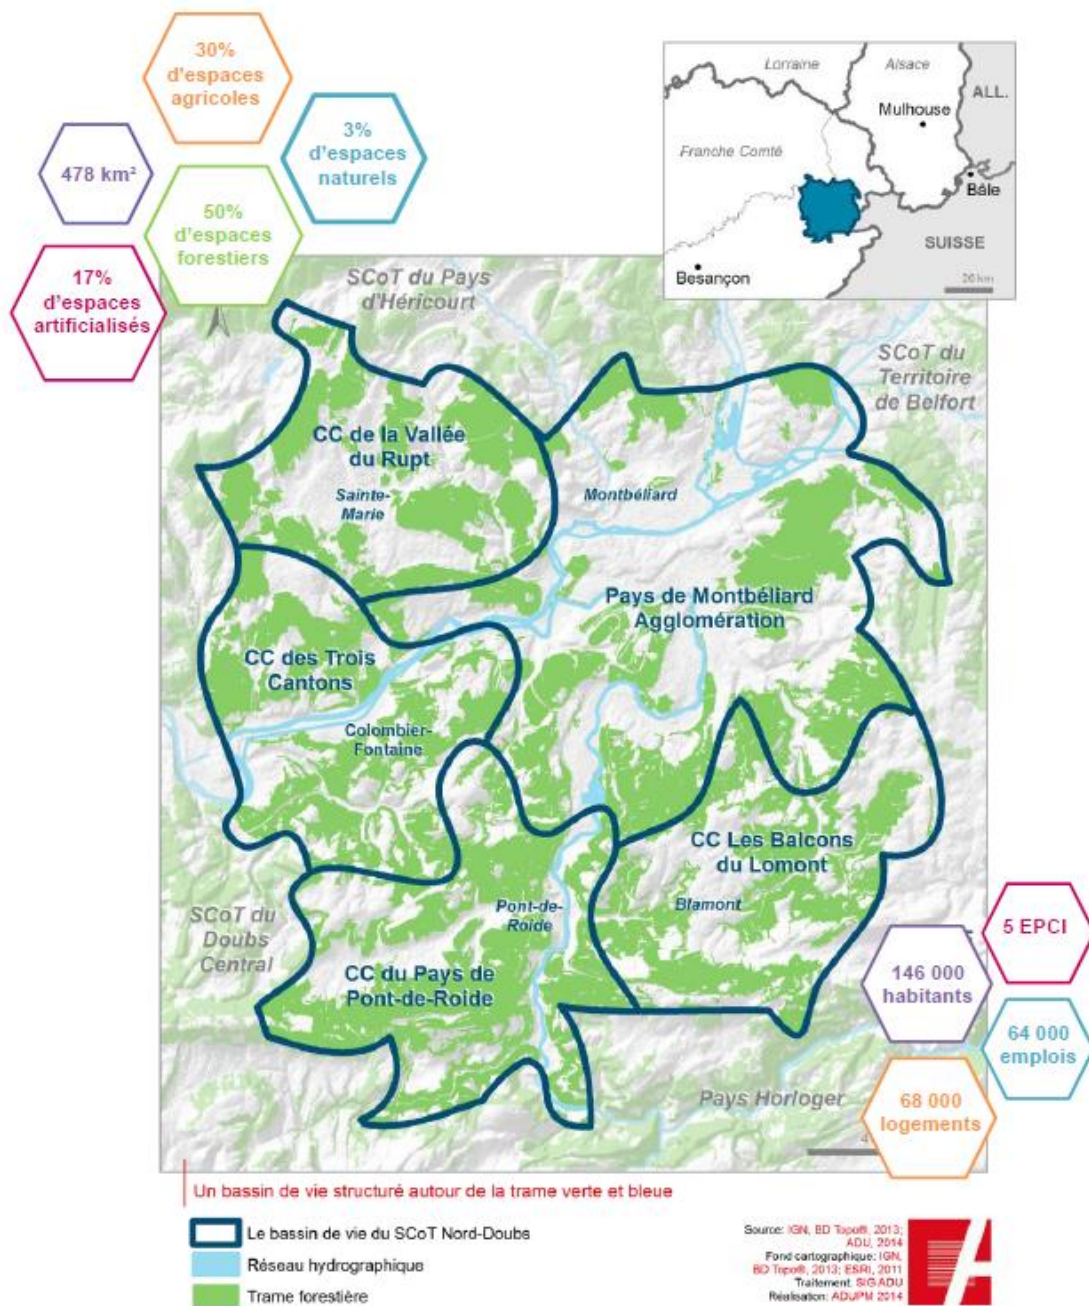 30%
d'espaces
agricoles
3%
d'espaces
naturels
478 km²
50%
d'espaces
forestiers
17%
d'espaces
artificialisés
Lorraine
Alsace
ALL.
Mulhouse
Franche Comté
Bâle
SUISSE
Besançon
20 km
SCoT du Pays
d'Héricourt
SCoT du
Territoire
de Belfort
CC de la Vallée
du Rupt
Sainte-
Marie
Montbéliard
Pays de Montbéliard
Agglomération
CC des Trois
Cantons
Colombier-
Fontaine
CC Les Balcons
du Lomont
Blamont
Pont-de-
Roide
SCoT du
Doubs
Central
CC du Pays de
Pont-de-Roide
5 EPCI
146 000
habitants
64 000
emplois
Pays Horloger
68 000
logements
4
Un bassin de vie structuré autour de la trame verte et bleue
Le bassin de vie du SCoT Nord-Doubs
Réseau hydrographique
Trame forestière
Source: IGN, BD Topo®, 2013;
ADU, 2014
Fond cartographique: IGN,
BD Topo®, 2013; ESRI, 2011
Traitement: SIG ADU
Réalisation: ADUPM 2014